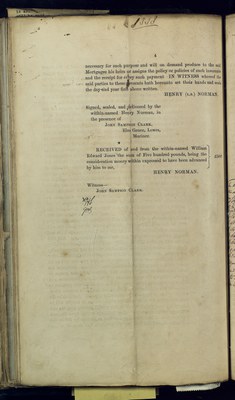 necessary for such purpose and will on demand produce to the sai
Mortgagee his heirs or assigns the policy or policies of such insuranc
and the receipt for every such payment IN WITNESS whereof the
said parties to these presents have hereunto set their hands and seals
the day and year first above written.
HENRY (L.S.) NORMAN.
Signed, sealed, and delivered by the
within-named Henry Norman, in
the presence of
JOHN
CLARK,
Lewes,
RECEIVED of and from the within-named William
Edward Jones the sum of Five hundred pounds, being the
consideration money within expressed to have been advanced
by him to me,
HENRY NORMAN.
Witness—
JOHN
CLARK.